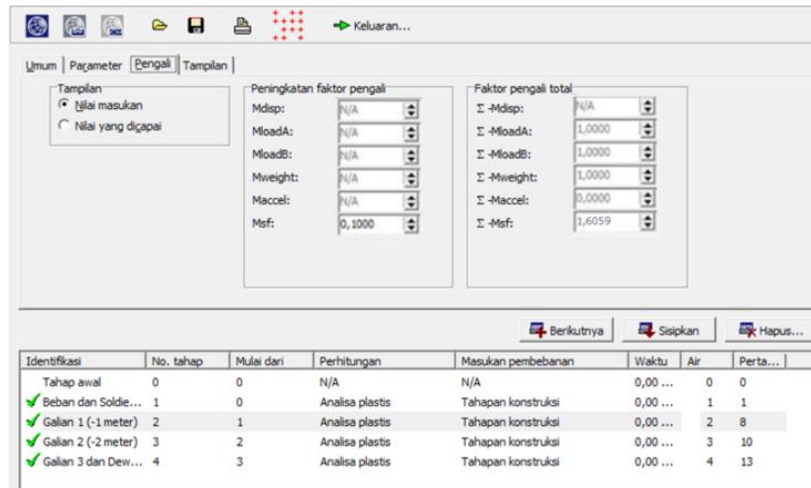 Keluaran...
Umum Parameter Pengali Tampilan
Tampilan
Nilai masukan
Nilai yang dicapai
Peningkatan faktor pengali
Mdisp: N/A
MloadA: N/A
MloadB: N/A
Mweight: N/A
Maccel: N/A
Msf: 0,1000
Faktor pengali total
Σ -Mdisp: N/A
Σ -MloadA: 1,0000
Σ -MloadB: 1,0000
Σ -Mweight: 1,0000
Σ -Maccel: 0,0000
Σ -Msf: 1,6059
Berikutnya Sisipkan Hapus...
Identifikasi No. tahap Mulai dari Perhitungan Masukan pembebanan Waktu Air Perta...
Tahap awal 0 0 N/A N/A 0,00 ... 0 0
Beban dan Soldie... 1 0 Analisa plastis Tahapan konstruksi 0,00 ... 1 1
Galian 1 (-1 meter) 2 1 Analisa plastis Tahapan konstruksi 0,00 ... 2 8
Galian 2 (-2 meter) 3 2 Analisa plastis Tahapan konstruksi 0,00 ... 3 10
Galian 3 dan Dew... 4 3 Analisa plastis Tahapan konstruksi 0,00 ... 4 13